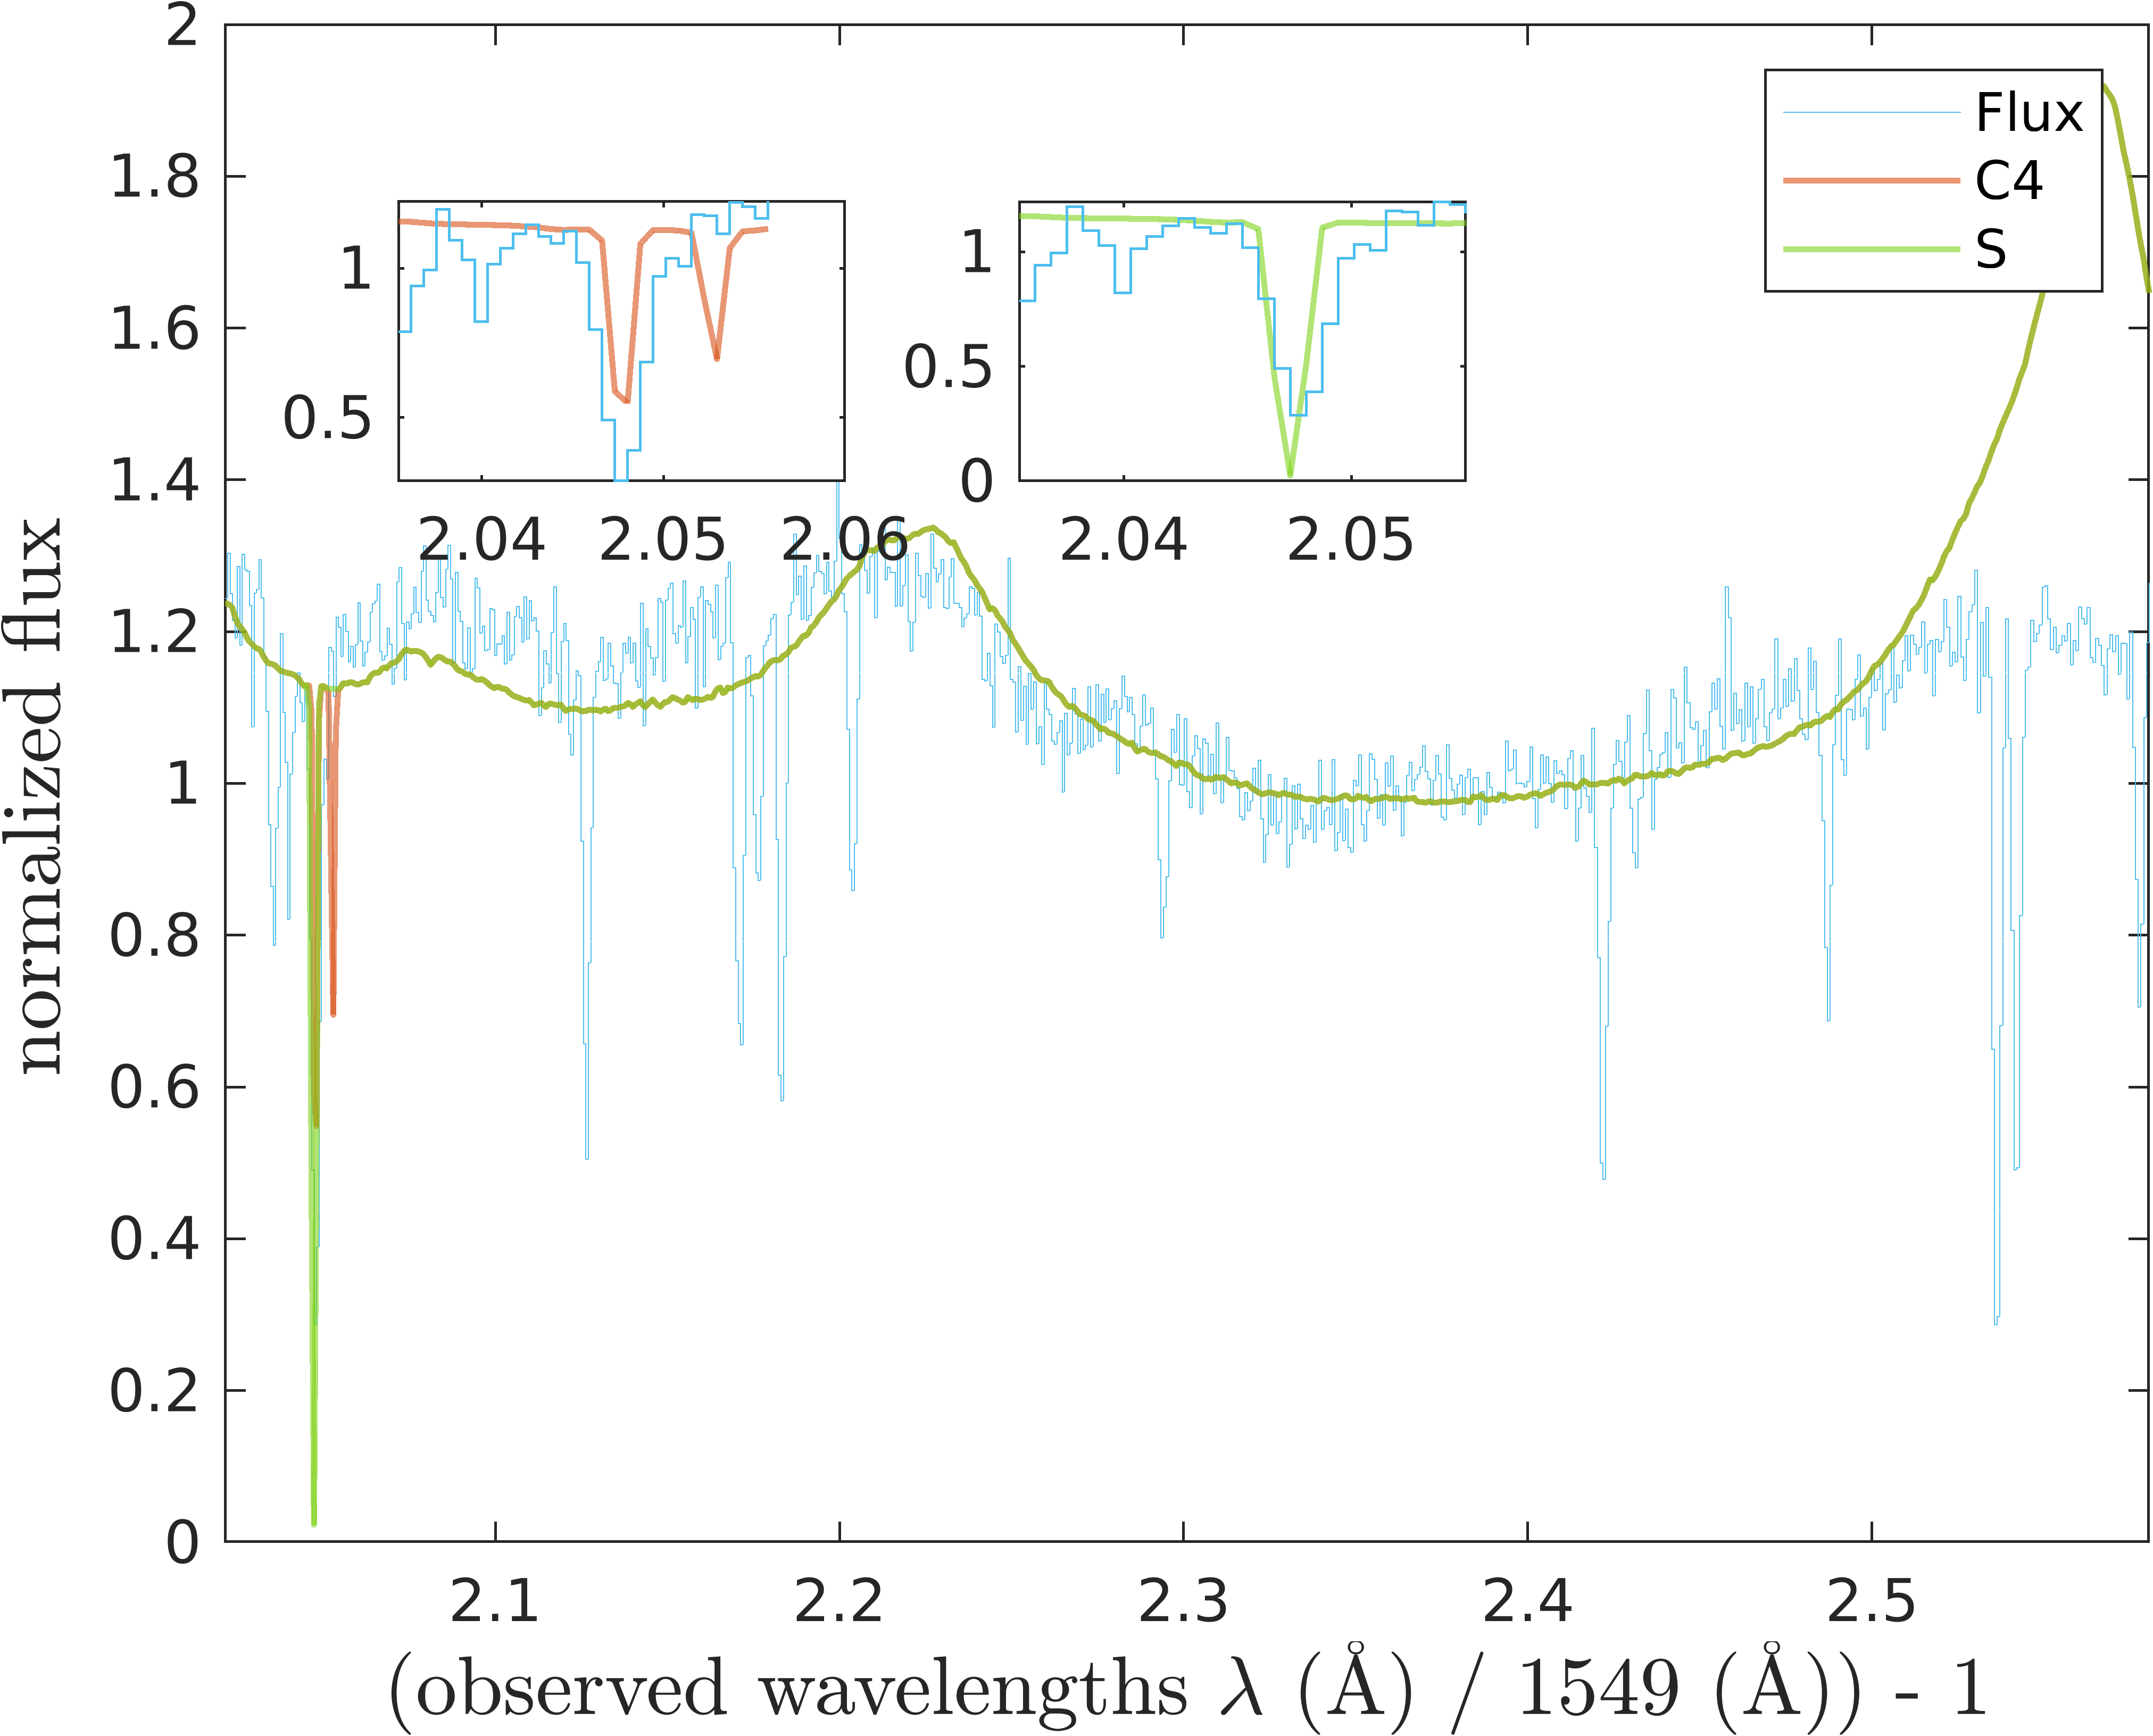 2
1.8
1.6
1.4
1.2
1
0.8
0.6
0.4
0.2
0
normalized flux
1
0.5
2.04 2.05 2.06
1
0.5
0
2.04 2.05
Flux
C4
S
2.1 2.2 2.3 2.4 2.5
(observed wavelengths λ (Å) / 1549 (Å)) - 1